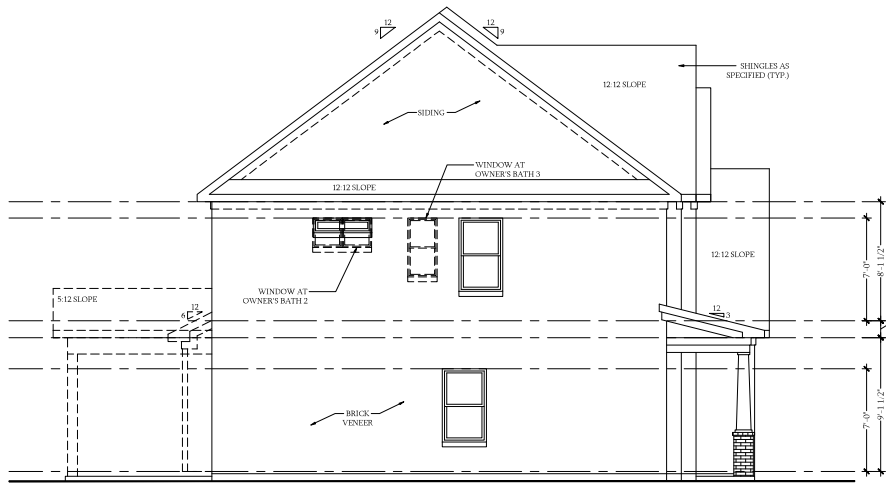 12
9
12
9
SHINGLES AS
SPECIFIED (TYP.)
12:12 SLOPE
SIDING
WINDOW AT
OWNER'S BATH 3
12:12 SLOPE
12:12 SLOPE
7'-0"
8'-1 1/2"
WINDOW AT
OWNER'S BATH 2
5:12 SLOPE
12
6
12
3
BRICK
VENEER
7'-0"
9'-1 1/2"